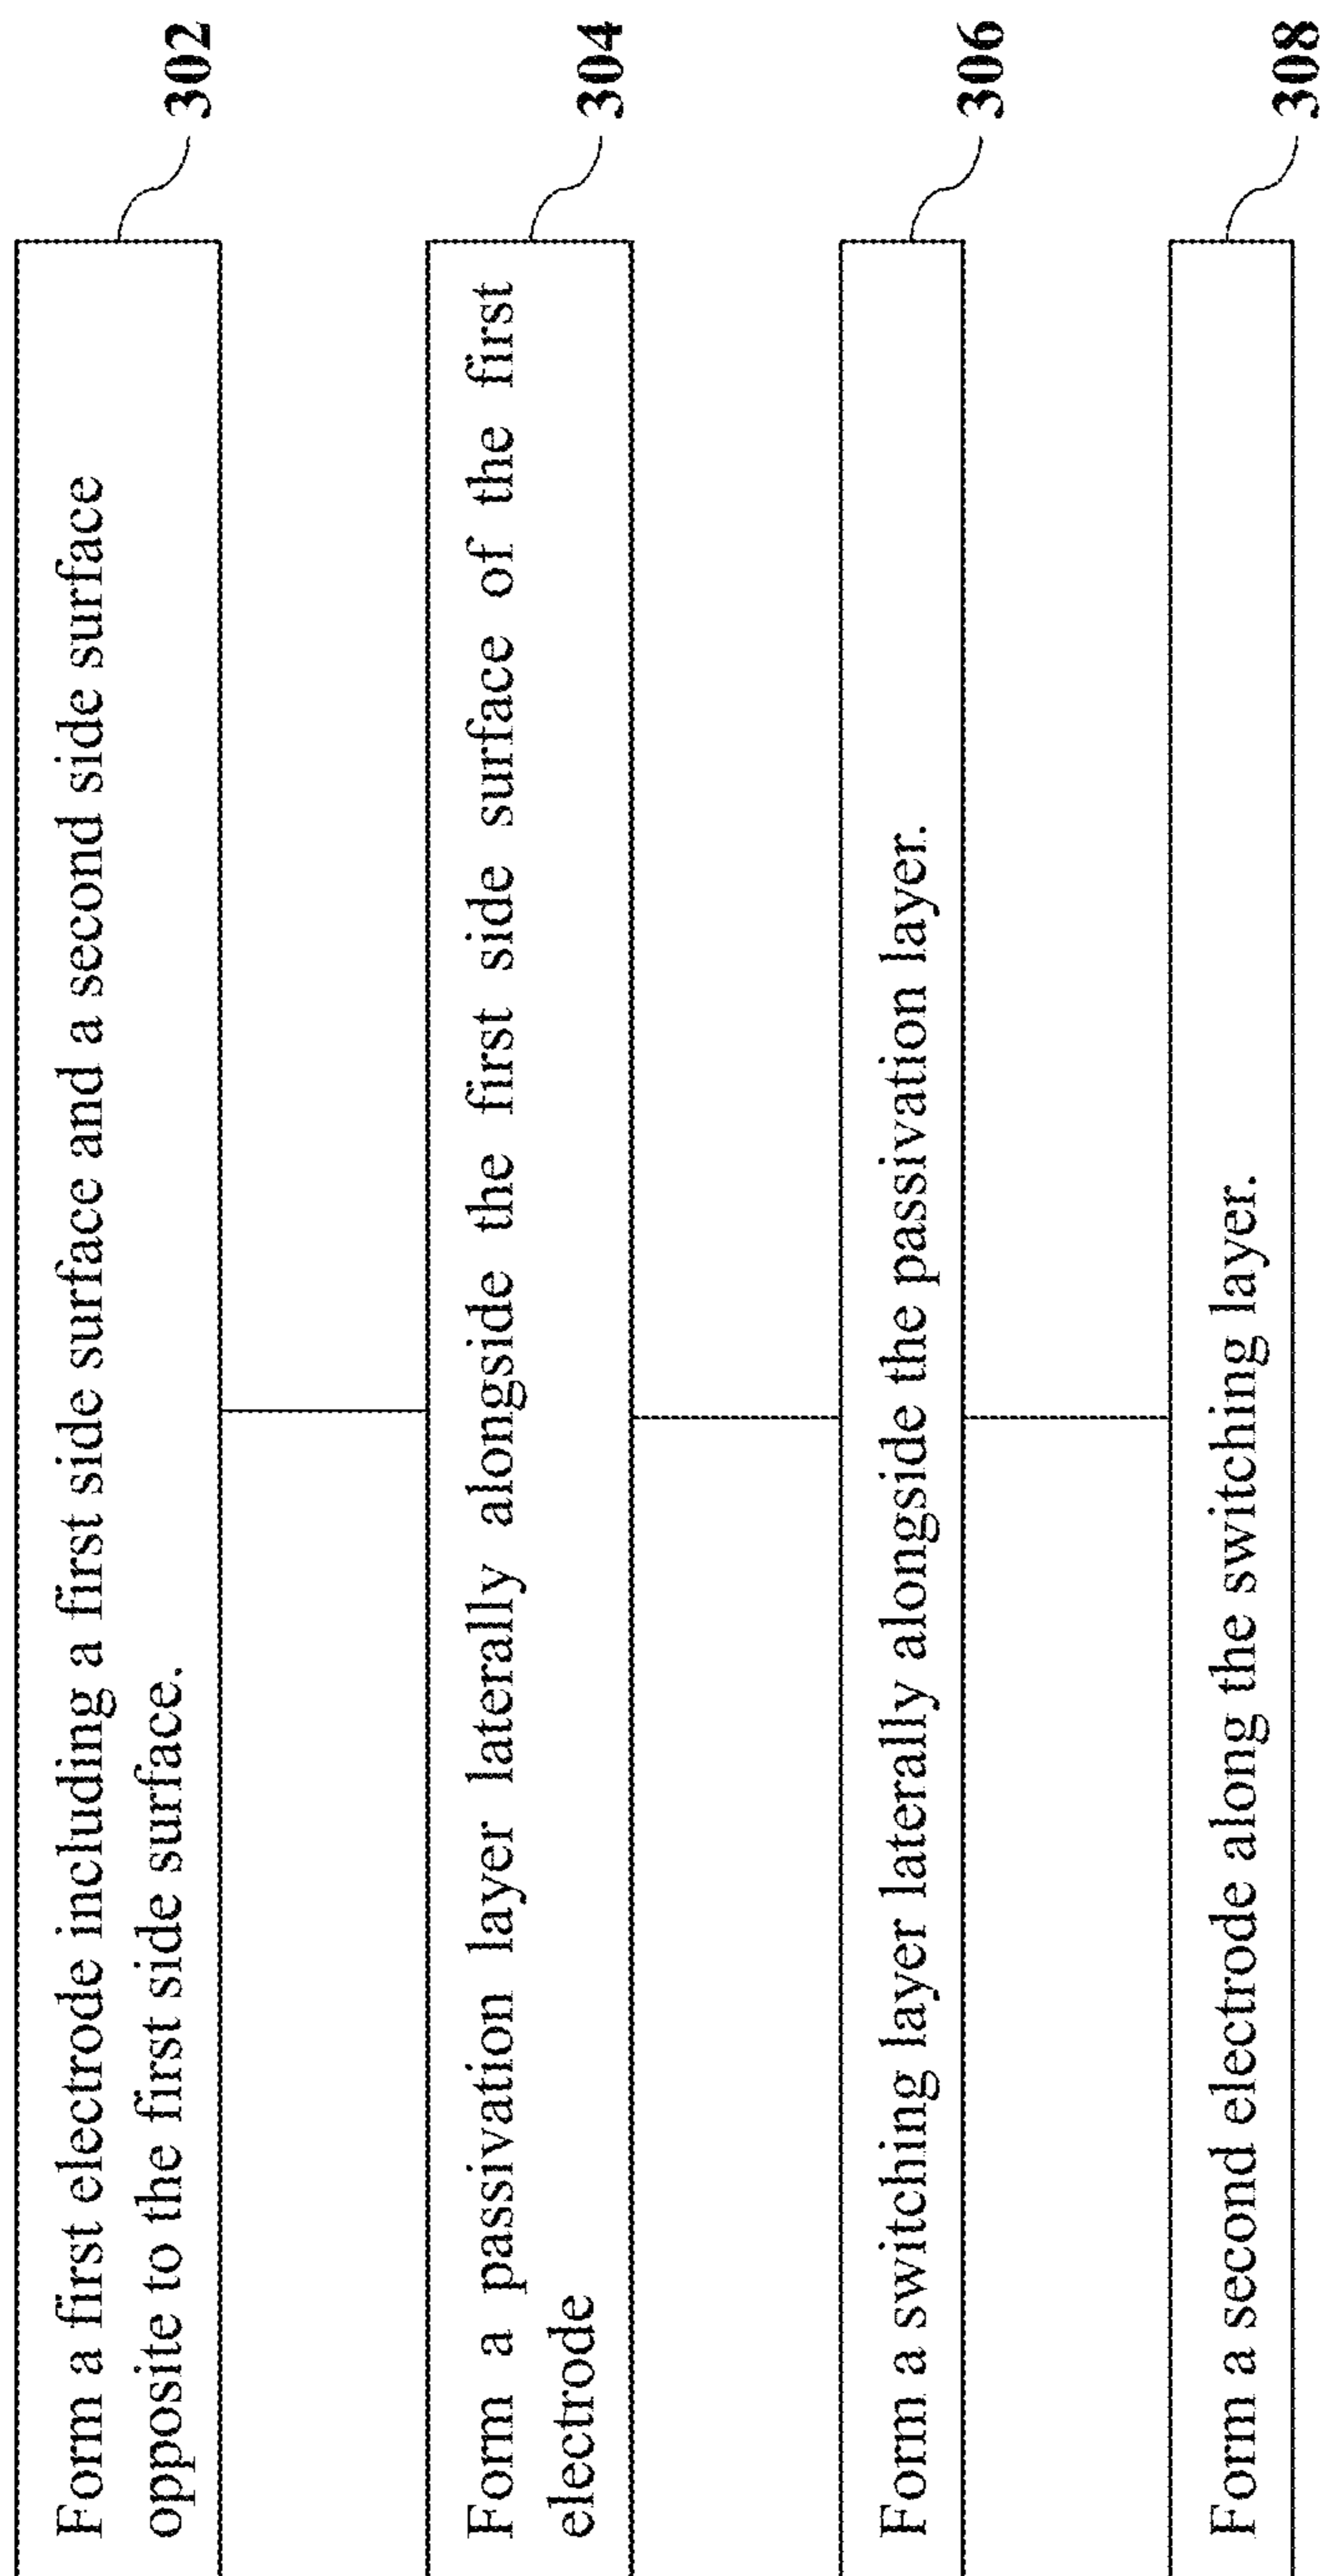 Form a first electrode including a first side surface and a second side surface
opposite to the first side surface.
302
Form a passivation layer laterally alongside the first side surface of the first
electrode
304
Form a switching layer laterally alongside the passivation layer.
306
Form a second electrode along the switching layer.
308